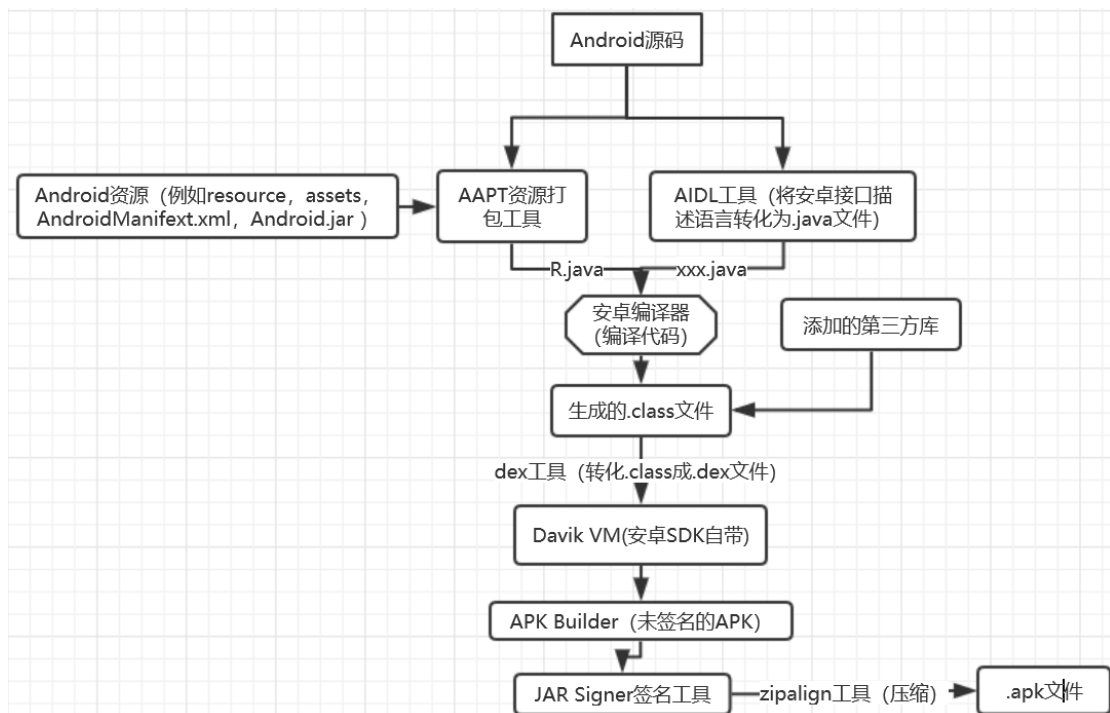 Android源码
Android资源（例如resource，assets，
AndroidManifext.xml，Android.jar ）
AAPT资源打
包工具
AIDL工具（将安卓接口描
述语言转化为.java文件）
R.java
xxx.java
安卓编译器
（编译代码）
添加的第三方库
生成的.class文件
dex工具（转化.class成.dex文件）
Davik VM(安卓SDK自带)
APK Builder（未签名的APK）
JAR Signer签名工具
zipalign工具（压缩）
.apk文件